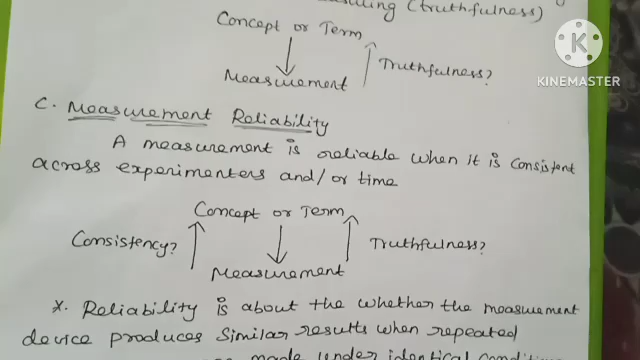 (truthfulness)
Concept or Term
Truthfulness?
Measurement
C. Measurement Reliability
A measurement is reliable when it is consistent
across experimenters and/or time
Concept or Term
Consistency?
Truthfulness?
Measurement
* Reliability is about the whether the measurement
device produces similar results when repeated
made under identical
K
KINEMASTER